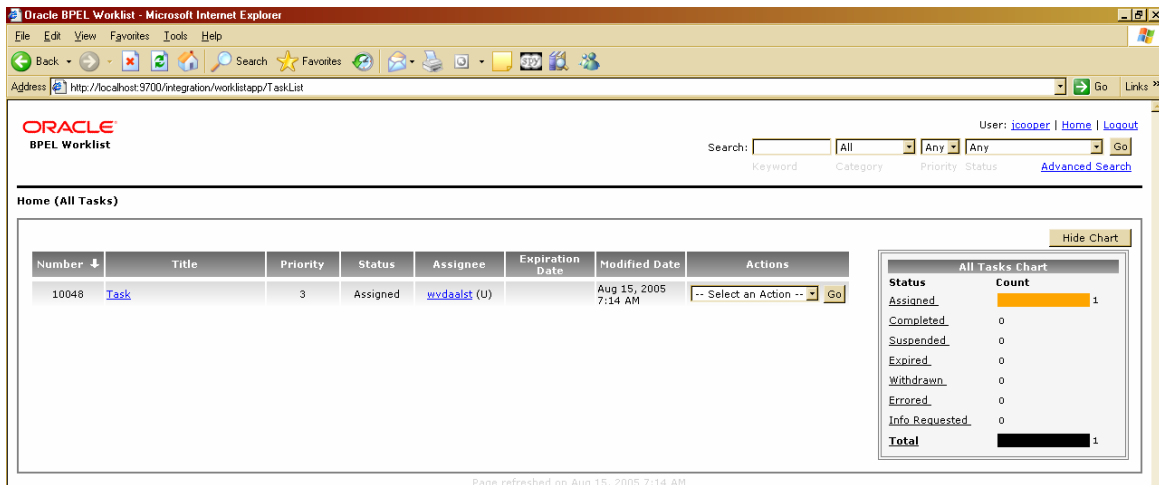 Oracle BPEL Worklist - Microsoft Internet Explorer
File Edit View Favorites Tools Help
Back Search Favorites
Address http://localhost:9700/integration/worklistapp/TaskList Go Links »
ORACLE
BPEL Worklist
User: jcooper | Home | Logout
Search: All Any Any Go
Keyword Category Priority Status Advanced Search
Home (All Tasks)
Hide Chart
Number Title Priority Status Assignee Expiration Date Modified Date Actions
10048 Task 3 Assigned wvdaalst (U) Aug 15, 2005 7:14 AM -- Select an Action -- Go
All Tasks Chart
Status Count
Assigned 1
Completed 0
Suspended 0
Expired 0
Withdrawn 0
Errored 0
Info Requested 0
Total 1
Page refreshed on Aug 15, 2005 7:14 AM